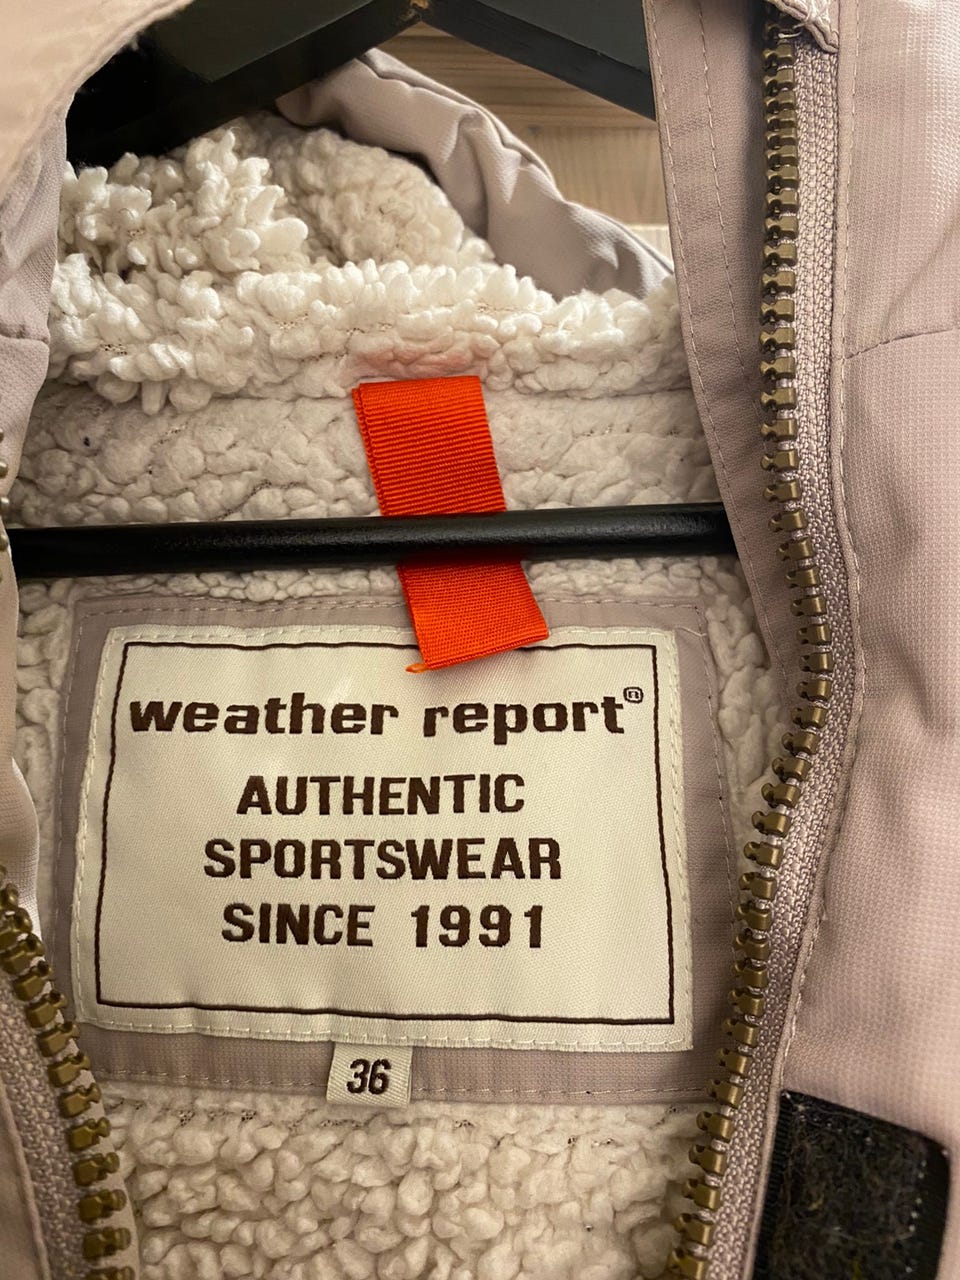 weather report®
AUTHENTIC
SPORTSWEAR
SINCE 1991
36